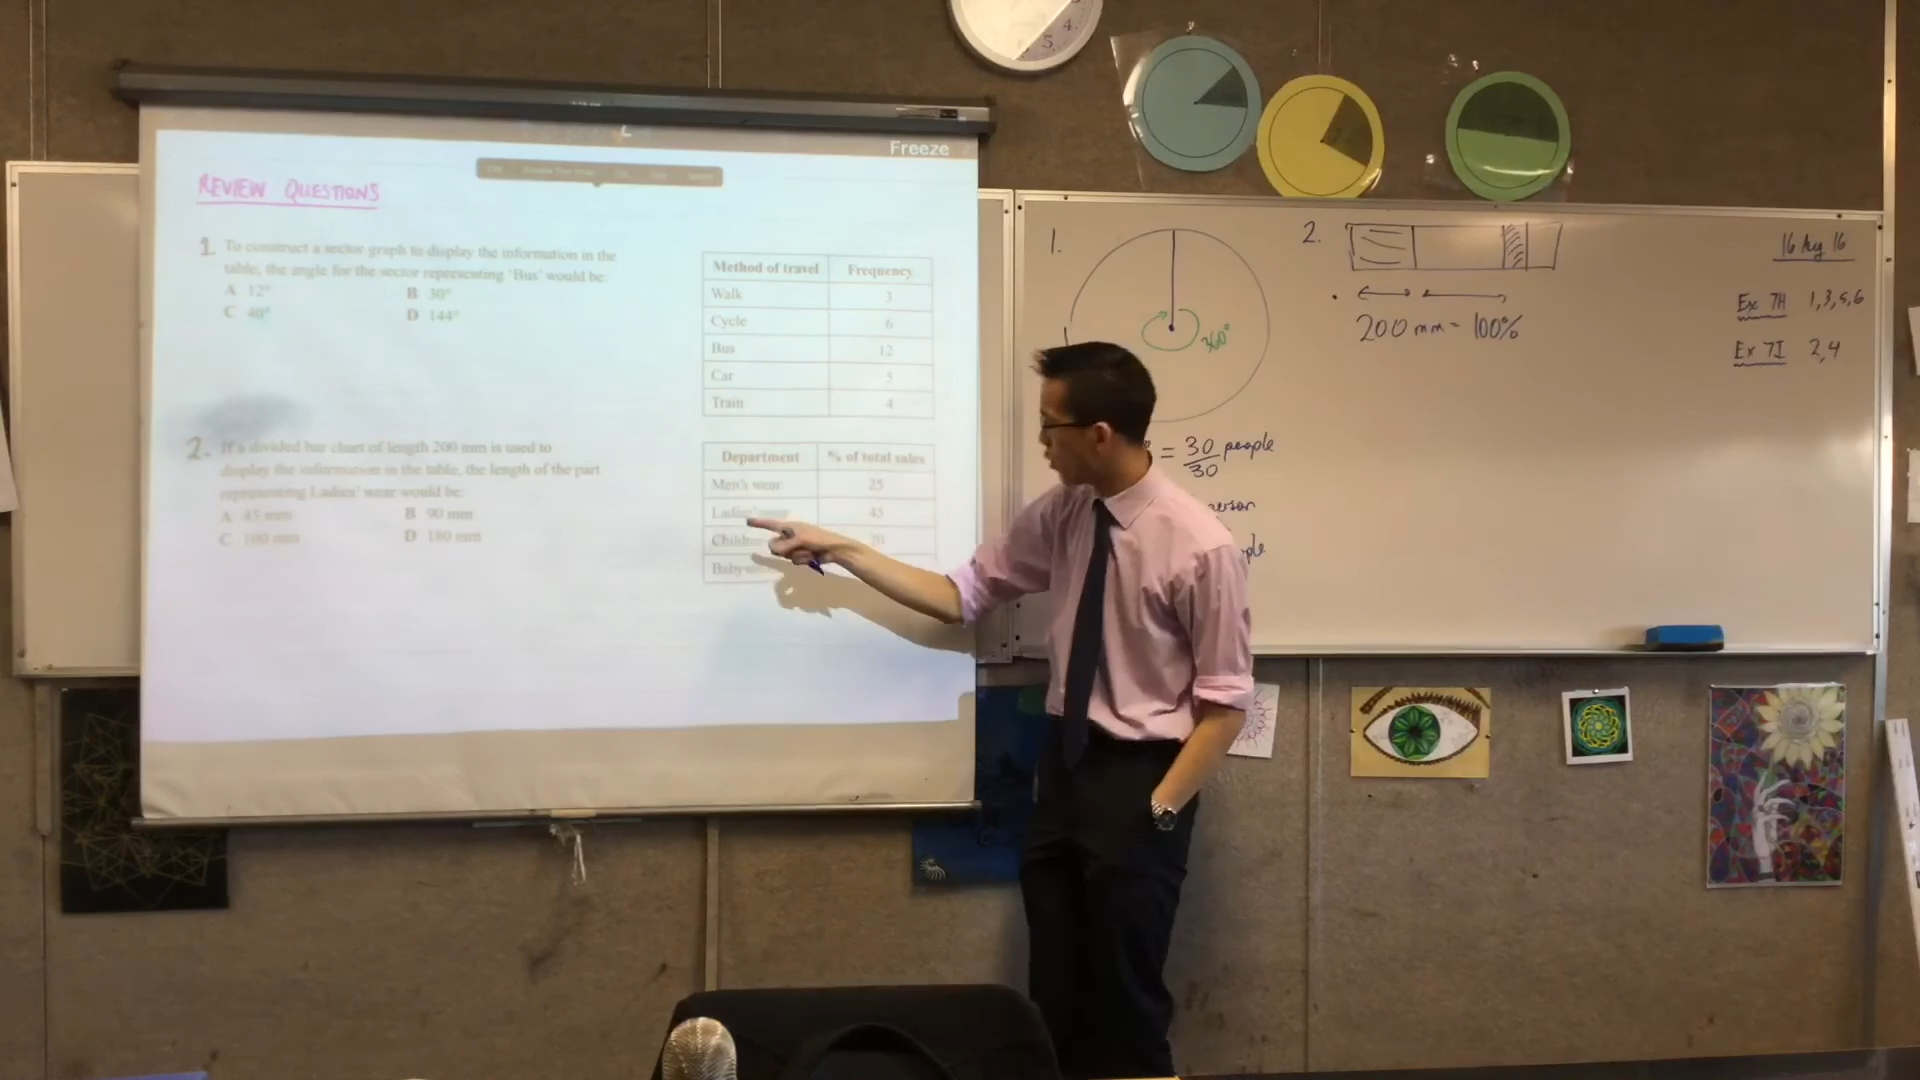 Freeze
REVIEW QUESTIONS
1. To construct a sector graph to display the information in the
table, the angle for the sector representing 'Bus' would be:
A 12° B 30°
C 40° D 144°
Method of travel Frequency
Walk 3
Cycle 6
Bus 12
Car 5
Train 4
2. If a divided bar chart of length 200 mm is used to
display the information in the table, the length of the part
representing Ladies' wear would be:
A 45 mm B 90 mm
C 100 mm D 180 mm
Department % of total sales
Men's wear 25
Ladies' wear 45
20
1.
360°
= 30 people
30
2.
200 mm = 100%
16 Aug 16
Ex 7H 1,3,5,6
Ex 7I 2,4
4
5